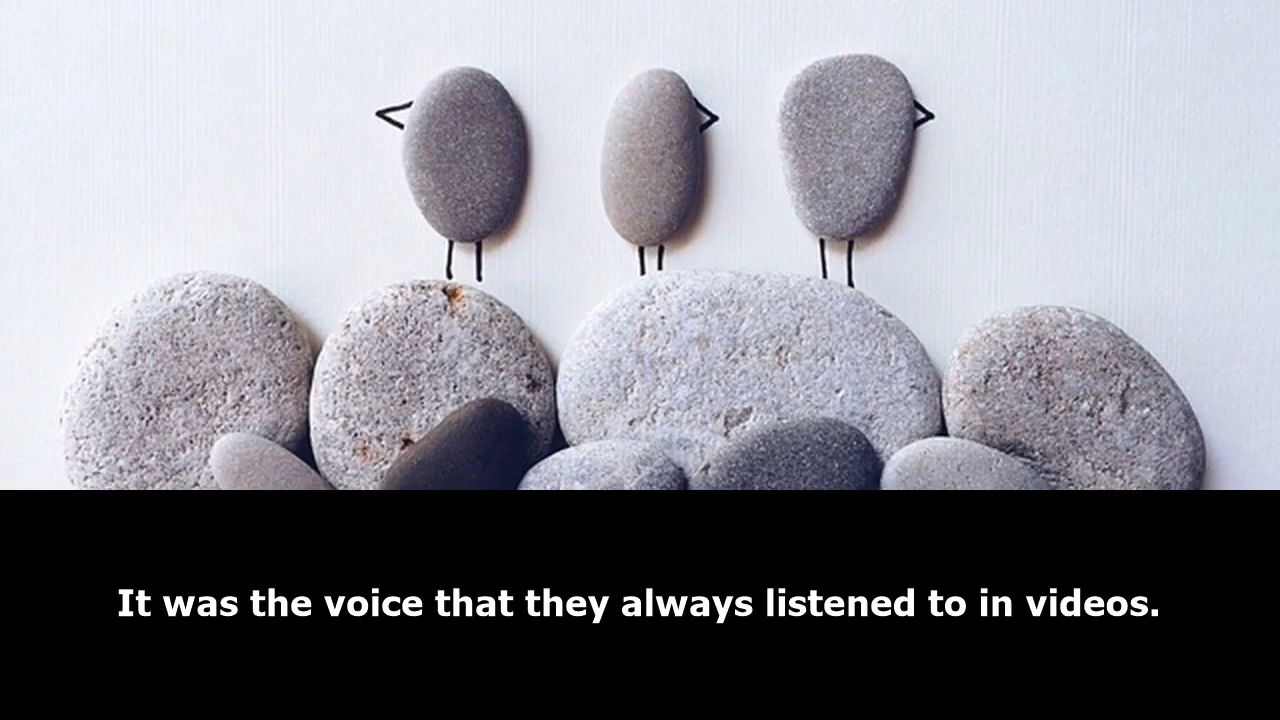 It was the voice that they always listened to in videos.